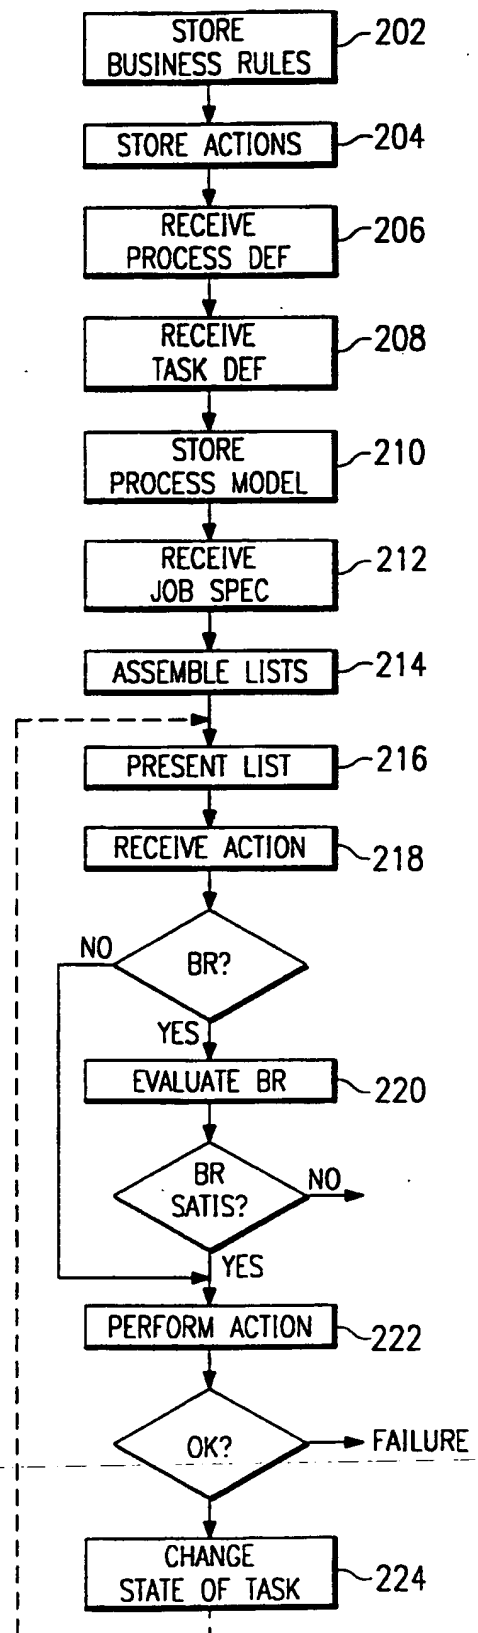 STORE
BUSINESS RULES
202
STORE ACTIONS
204
RECEIVE
PROCESS DEF
206
RECEIVE
TASK DEF
208
STORE
PROCESS MODEL
210
RECEIVE
JOB SPEC
212
ASSEMBLE LISTS
214
PRESENT LIST
216
RECEIVE ACTION
218
NO
BR?
YES
EVALUATE BR
220
BR
SATIS?
NO
YES
PERFORM ACTION
222
OK?
FAILURE
CHANGE
STATE OF TASK
224